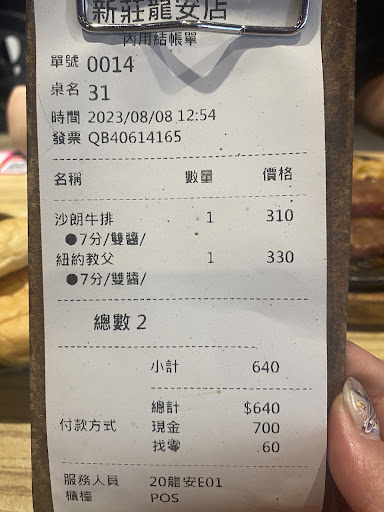 新莊龍安店
內用結帳單
單號 0014
桌名 31
時間 2023/08/08 12:54
發票 QB40614165
名稱 數量 價格
沙朗牛排 1 310
●7分/雙醬/
紐約教父 1 330
●7分/雙醬/
總數 2
小計 640
總計 $640
付款方式 現金 700
找零 60
服務人員 20龍安E01
櫃檯 POS